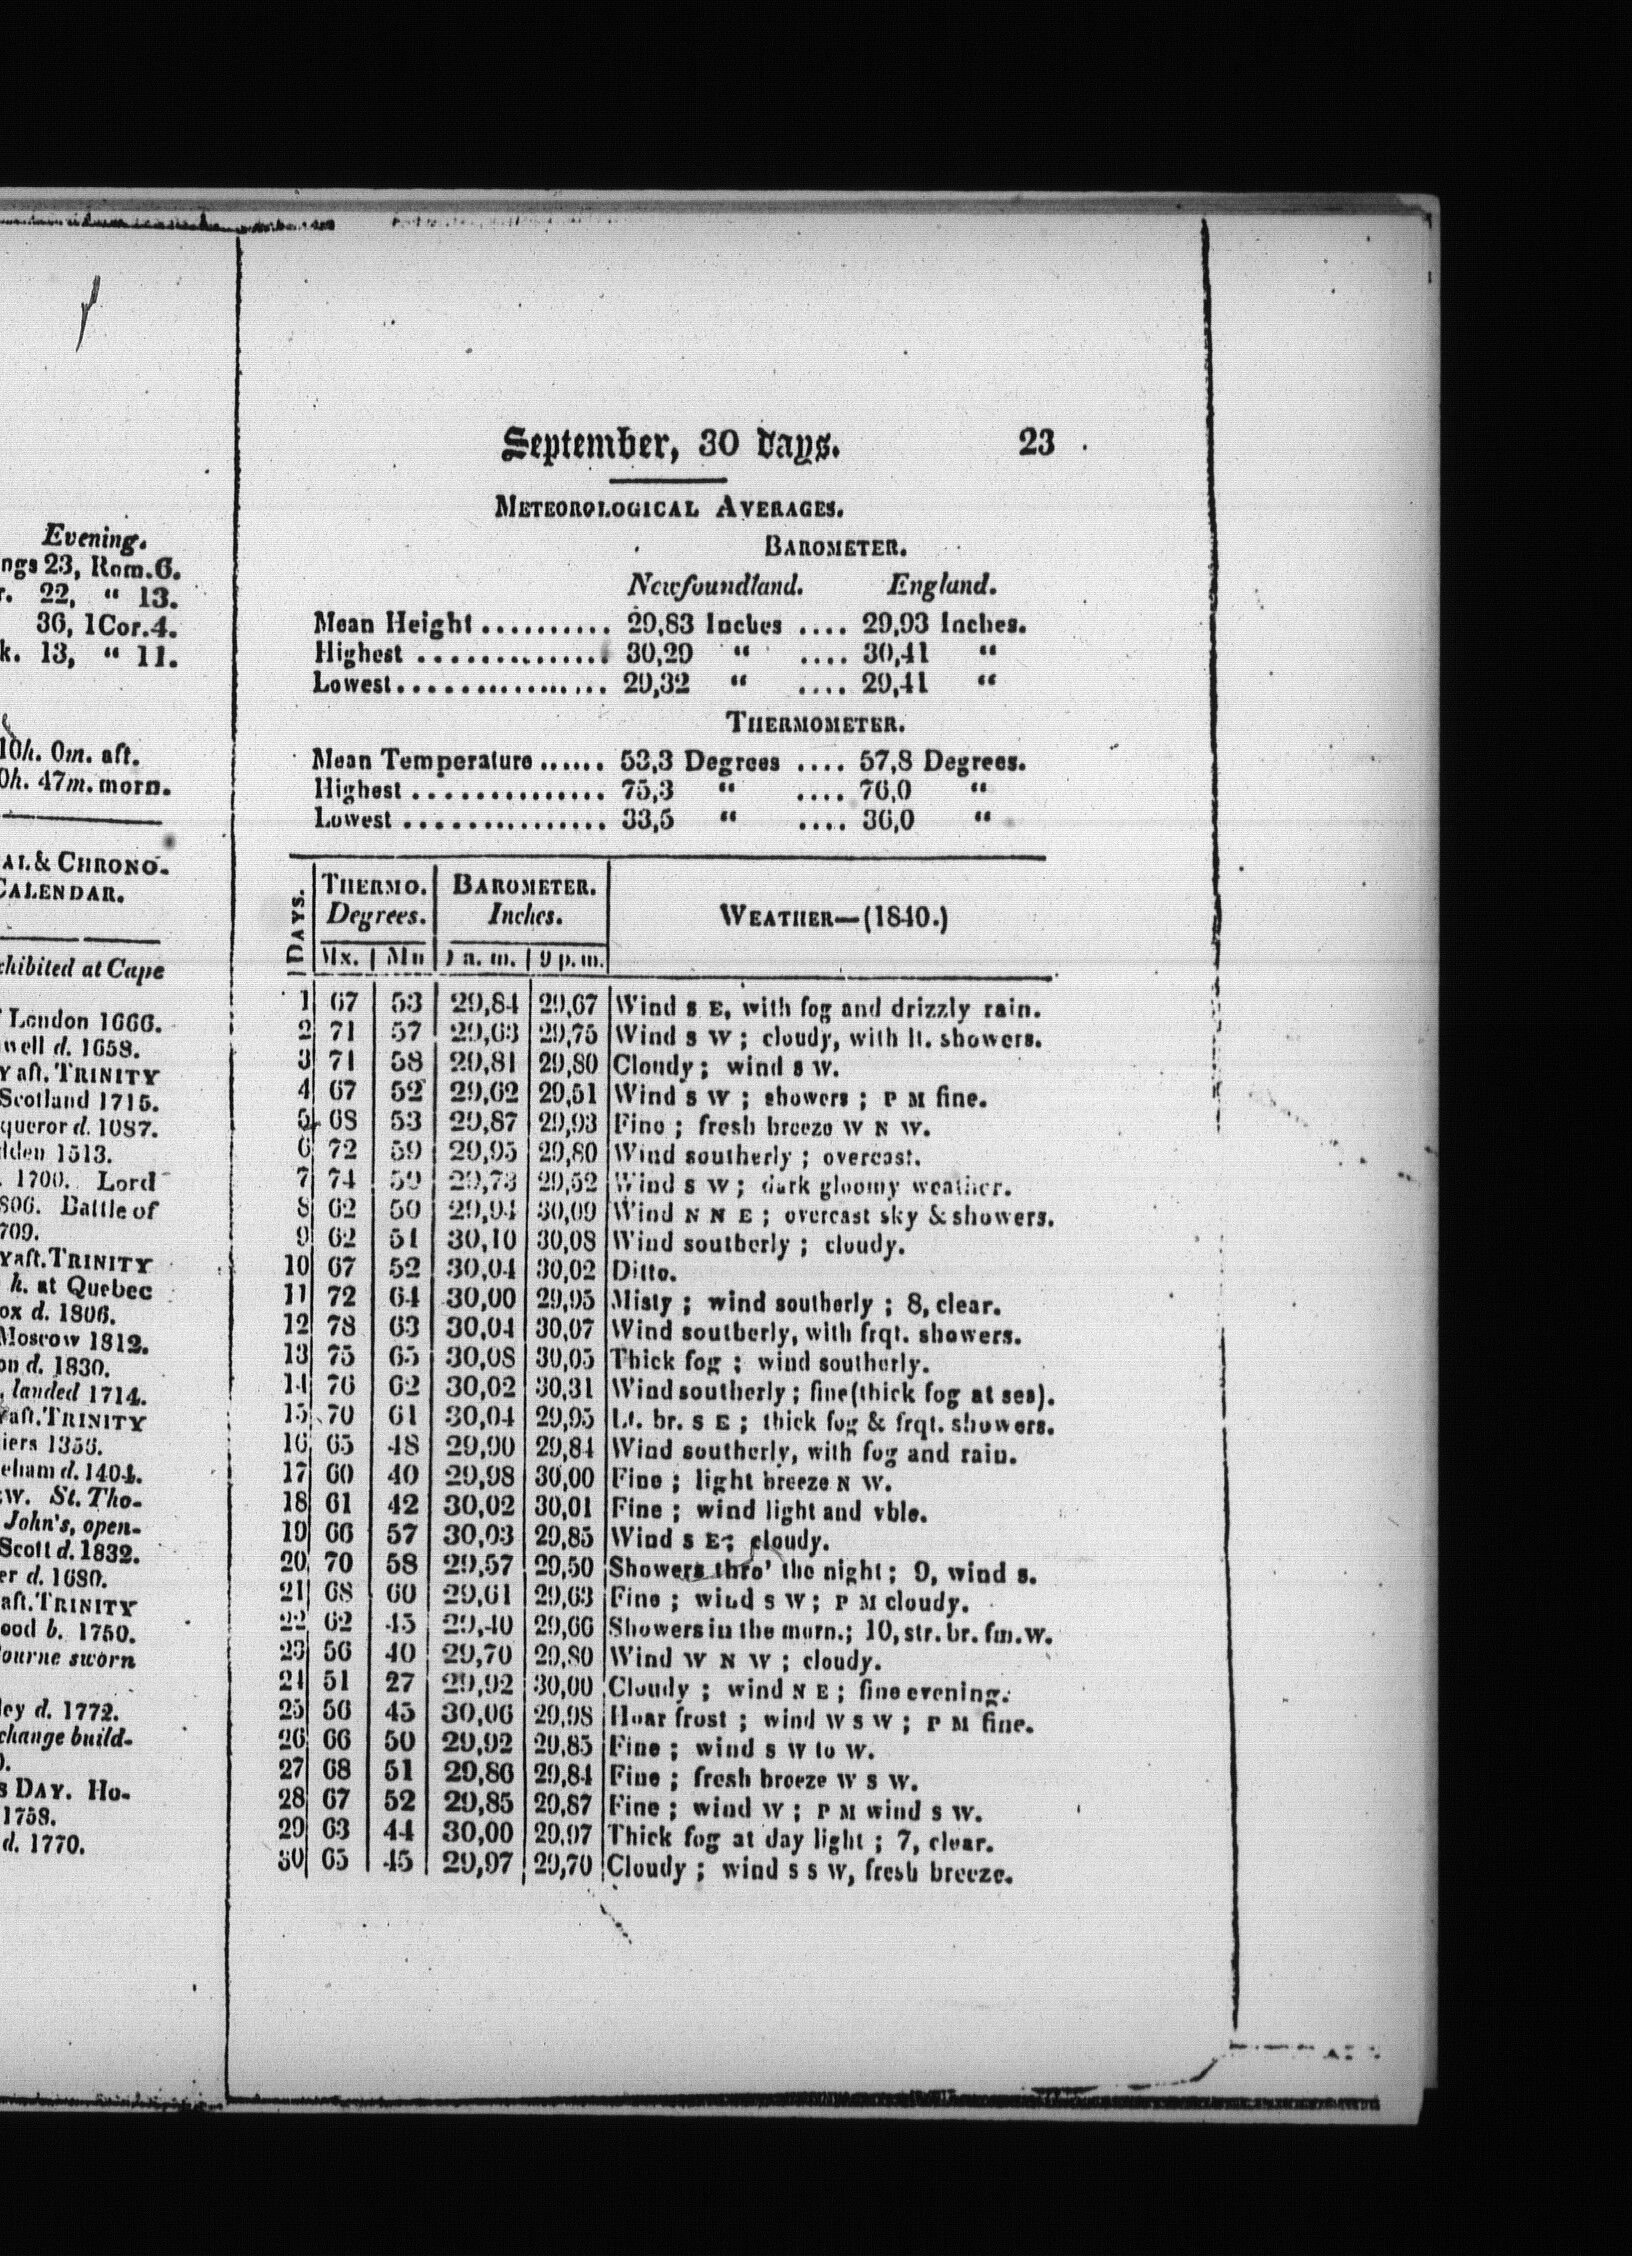 Evening.
ngs 23, Rom.6.
r. 22, “ 13.
36, 1Cor.4.
k. 13, “ 11.
10h. 0m. aft.
0h. 47m. morn.
AL & CHRONO-
CALENDAR.
hibited at Cape
London 1666.
well d. 1658.
Y aft. TRINITY
Scotland 1715.
queror d. 1087.
dden 1513.
. 1700. Lord
806. Battle of
709.
Y aft. TRINITY
h. at Quebec
ox d. 1806.
Moscow 1812.
on d. 1830.
, landed 1714.
aft. TRINITY
iers 1356.
eham d. 1404.
W. St. Tho-
John's, open-
Scott d. 1832.
er d. 1680.
aft. TRINITY
ood b. 1750.
ourne sworn
ley d. 1772.
change build-
S DAY. Ho-
1758.
d. 1770.
September, 30 days. 23
METEOROLOGICAL AVERAGES.
BAROMETER.
Newfoundland. England.
Mean Height .......... 29,83 Inches .... 29,93 Inches.
Highest .............. 30,29 “ .... 30,41 “
Lowest................ 29,32 “ .... 29,41 “
THERMOMETER.
Mean Temperature ...... 53,3 Degrees .... 57,8 Degrees.
Highest .............. 75,3 “ .... 76,0 “
Lowest ............... 33,5 “ .... 36,0 “
DAYS. THERMO. BAROMETER. WEATHER—(1840.)
Degrees. Inches.
Mx. Mn 9 a. m. 9 p. m.
1 67 53 29,84 29,67 Wind S E, with fog and drizzly rain.
2 71 57 29,63 29,75 Wind S W ; cloudy, with lt. showers.
3 71 58 29,81 29,80 Cloudy ; wind S W.
4 67 52 29,62 29,51 Wind S W ; showers ; P M fine.
5 68 53 29,87 29,93 Fine ; fresh breeze W N W.
6 72 59 29,95 29,80 Wind southerly ; overcast.
7 74 59 29,73 29,52 Wind S W ; dark gloomy weather.
8 62 50 29,94 30,09 Wind N N E ; overcast sky & showers.
9 62 51 30,10 30,08 Wind southerly ; cloudy.
10 67 52 30,04 30,02 Ditto.
11 72 64 30,00 29,95 Misty ; wind southerly ; 8, clear.
12 78 63 30,04 30,07 Wind southerly, with frqt. showers.
13 75 65 30,08 30,05 Thick fog ; wind southerly.
14 76 62 30,02 30,31 Wind southerly ; fine (thick fog at sea).
15 70 61 30,04 29,95 Lt. br. S E ; thick fog & frqt. showers.
16 65 48 29,90 29,84 Wind southerly, with fog and rain.
17 60 40 29,98 30,00 Fine ; light breeze N W.
18 61 42 30,02 30,01 Fine ; wind light and vble.
19 66 57 30,03 29,85 Wind S E ; cloudy.
20 70 58 29,57 29,50 Showers thro' the night ; 9, wind S.
21 68 60 29,61 29,63 Fine ; wind S W ; P M cloudy.
22 62 45 29,40 29,66 Showers in the morn.; 10, str. br. fm. W.
23 56 40 29,70 29,80 Wind W N W ; cloudy.
24 51 27 29,92 30,00 Cloudy ; wind N E ; fine evening.
25 56 45 30,06 29,98 Hoar frost ; wind W S W ; P M fine.
26 66 50 29,92 29,85 Fine ; wind S W to W.
27 68 51 29,86 29,84 Fine ; fresh breeze W S W.
28 67 52 29,85 29,87 Fine ; wind W ; P M wind S W.
29 63 44 30,00 29,97 Thick fog at day light ; 7, clear.
30 65 45 29,97 29,70 Cloudy ; wind S S W, fresh breeze.